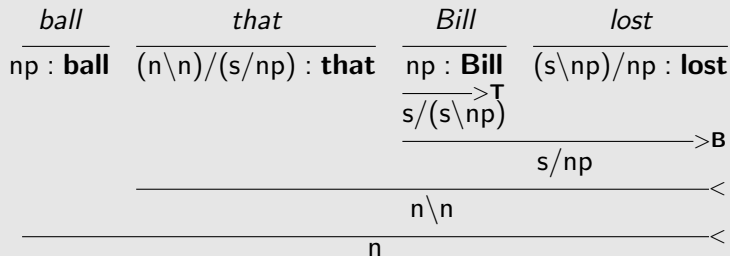 ball that Bill lost
np : ball (n\n)/(s/np) : that np : Bill (s\np)/np : lost
>T
s/(s\np)
>B
s/np
<
n\n
<
n